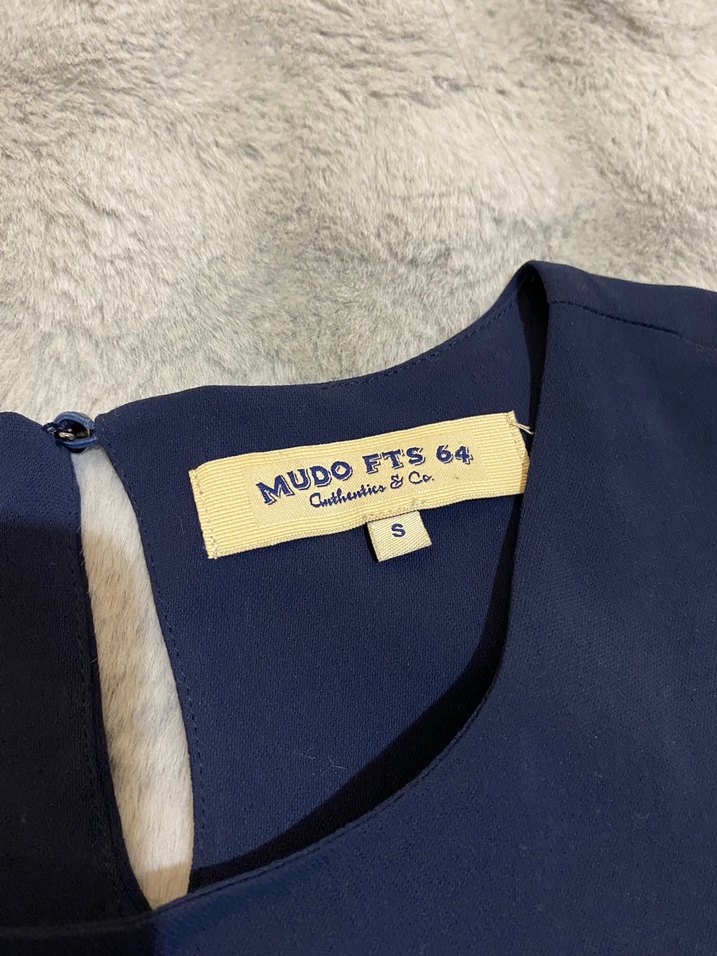 MUDO FTS 64
Authentics & Co.
S